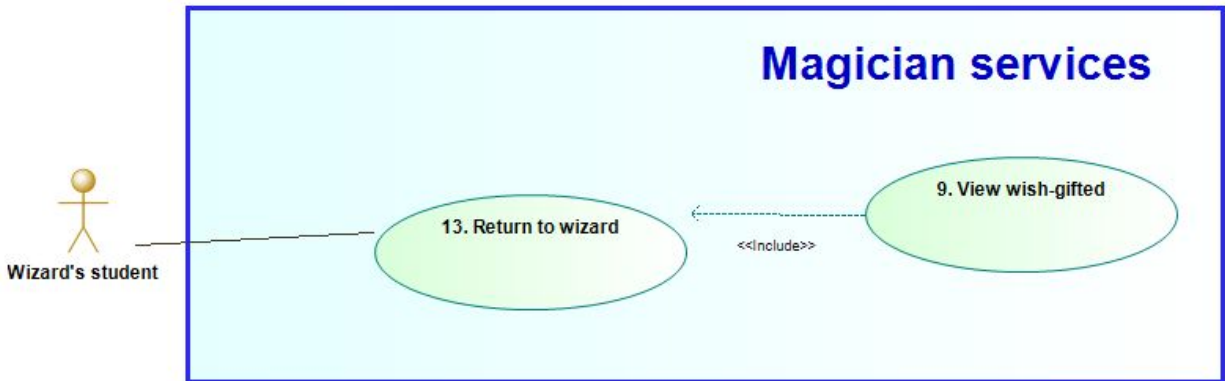 Magician services
9. View wish-gifted
13. Return to wizard
<<Include>>
Wizard's student